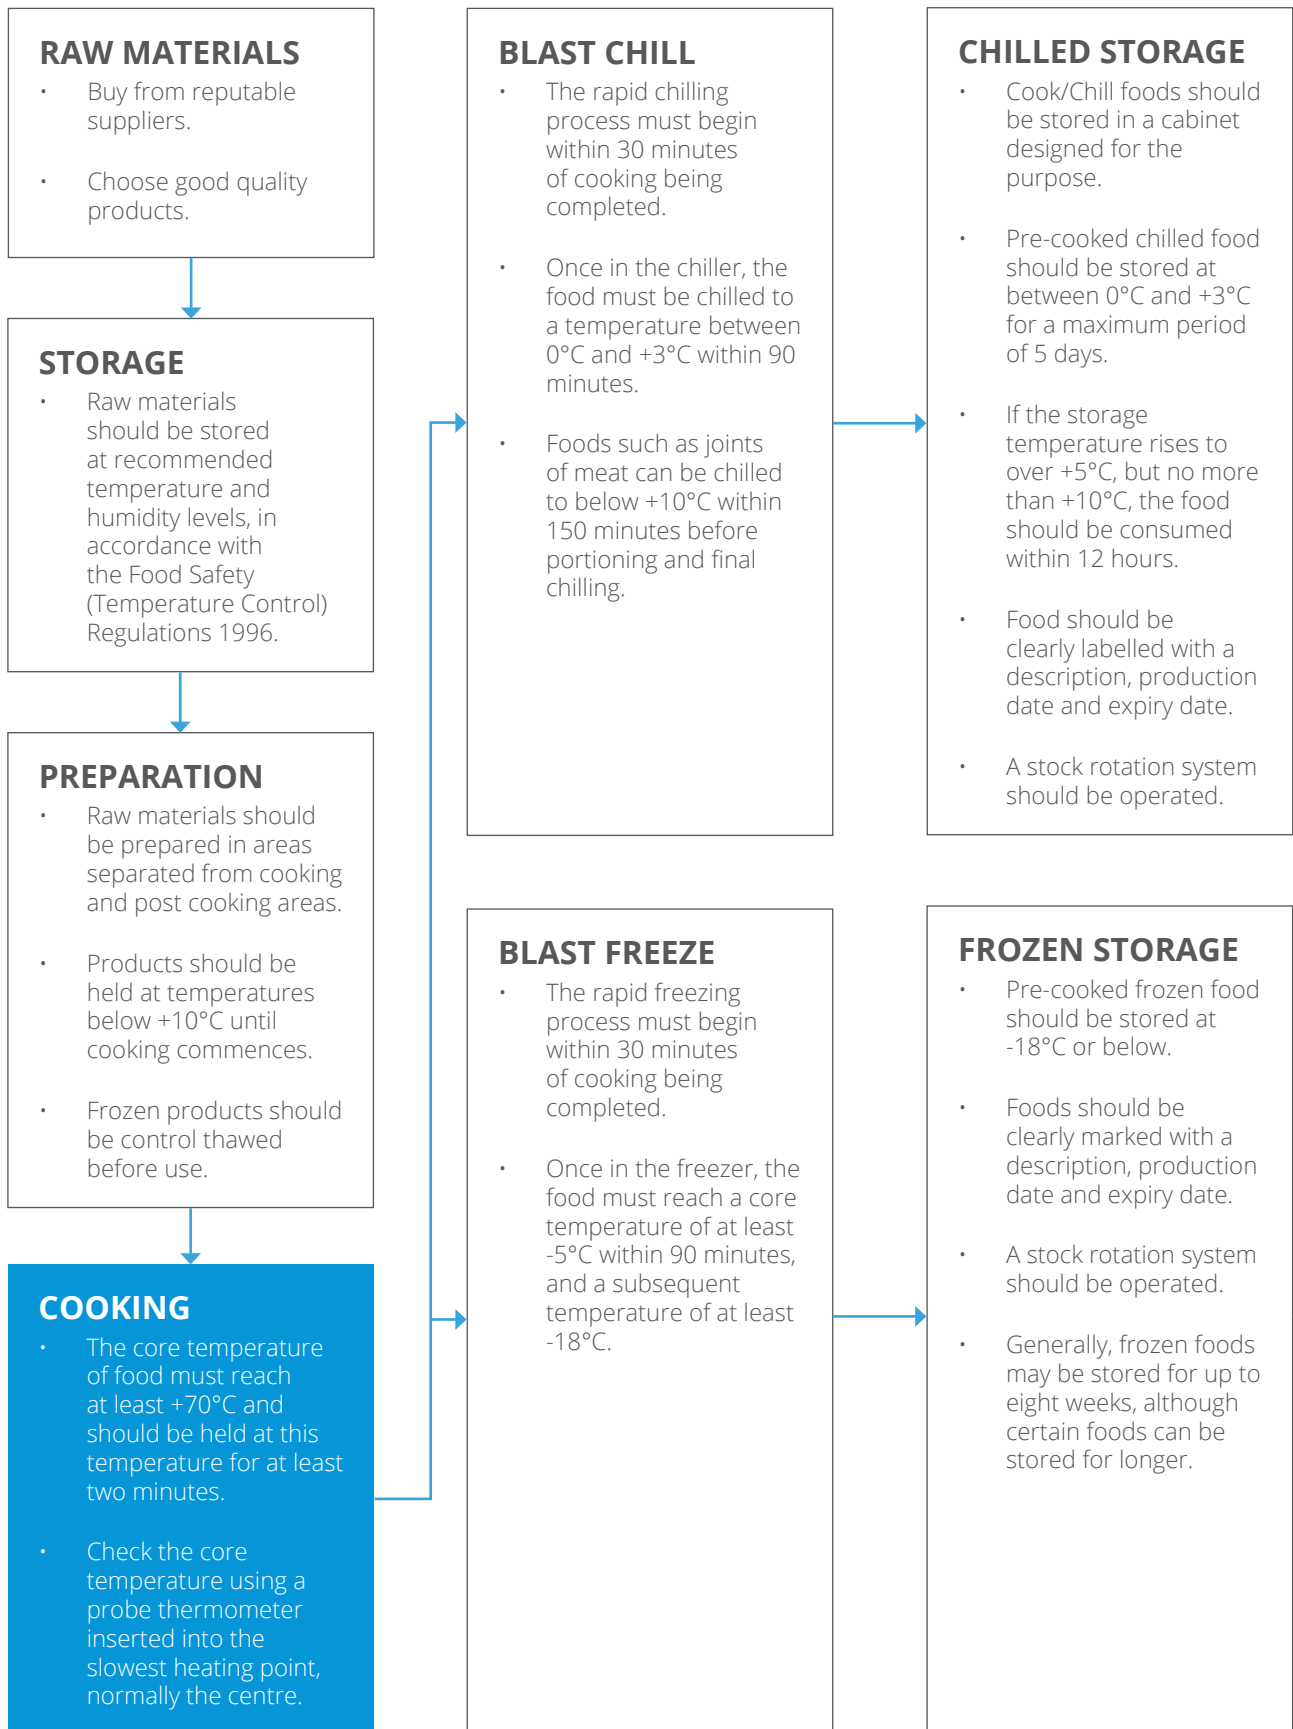 RAW MATERIALS
• Buy from reputable
suppliers.
• Choose good quality
products.
STORAGE
• Raw materials
should be stored
at recommended
temperature and
humidity levels, in
accordance with
the Food Safety
(Temperature Control)
Regulations 1996.
PREPARATION
• Raw materials should
be prepared in areas
separated from cooking
and post cooking areas.
• Products should be
held at temperatures
below +10°C until
cooking commences.
• Frozen products should
be control thawed
before use.
COOKING
• The core temperature
of food must reach
at least +70°C and
should be held at this
temperature for at least
two minutes.
• Check the core
temperature using a
probe thermometer
inserted into the
slowest heating point,
normally the centre.
BLAST CHILL
• The rapid chilling
process must begin
within 30 minutes
of cooking being
completed.
• Once in the chiller, the
food must be chilled to
a temperature between
0°C and +3°C within 90
minutes.
• Foods such as joints
of meat can be chilled
to below +10°C within
150 minutes before
portioning and final
chilling.
BLAST FREEZE
• The rapid freezing
process must begin
within 30 minutes
of cooking being
completed.
• Once in the freezer, the
food must reach a core
temperature of at least
-5°C within 90 minutes,
and a subsequent
temperature of at least
-18°C.
CHILLED STORAGE
• Cook/Chill foods should
be stored in a cabinet
designed for the
purpose.
• Pre-cooked chilled food
should be stored at
between 0°C and +3°C
for a maximum period
of 5 days.
• If the storage
temperature rises to
over +5°C, but no more
than +10°C, the food
should be consumed
within 12 hours.
• Food should be
clearly labelled with a
description, production
date and expiry date.
• A stock rotation system
should be operated.
FROZEN STORAGE
• Pre-cooked frozen food
should be stored at
-18°C or below.
• Foods should be
clearly marked with a
description, production
date and expiry date.
• A stock rotation system
should be operated.
• Generally, frozen foods
may be stored for up to
eight weeks, although
certain foods can be
stored for longer.